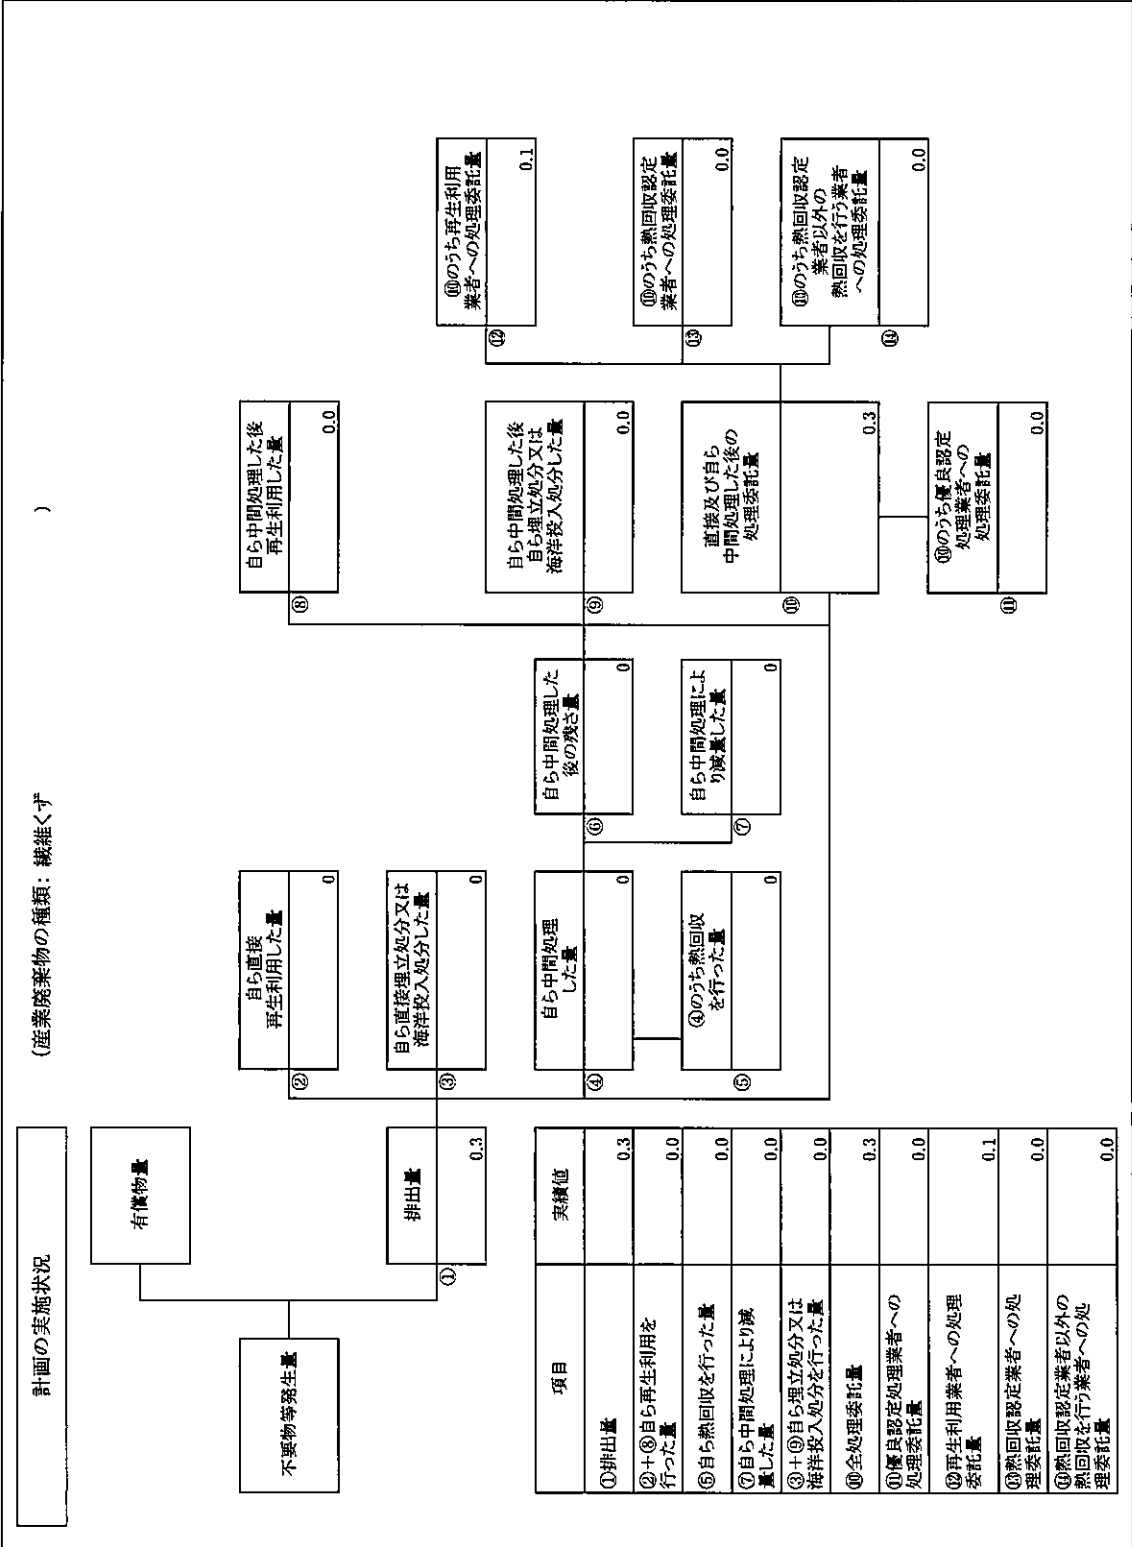 計画の実施状況
(産業廃棄物の種類：繊維くず
)
不要物等発生量
有償物量
排出量
①
0.3
自ら直接
再生利用した量
②
0
自ら直接埋立処分又は
海洋投入処分した量
③
0
自ら中間処理
した量
④
0
④のうち熱回収
を行った量
⑤
0
自ら中間処理した
後の残さ量
⑥
0
自ら中間処理によ
り減量した量
⑦
0
自ら中間処理した後
再生利用した量
⑧
0.0
自ら中間処理した後
自ら埋立処分又は
海洋投入処分した量
⑨
0.0
直接及び自ら
中間処理した後の
処理委託量
⑩
0.3
⑩のうち優良認定
処理業者への
処理委託量
⑪
0.0
⑩のうち再生利用
業者への処理委託量
⑫
0.1
⑩のうち熱回収認定
業者への処理委託量
⑬
0.0
⑩のうち熱回収認定
業者以外の
熱回収を行う業者
への処理委託量
⑭
0.0
項目
実績値
①排出量
0.3
②＋⑧自ら再生利用を
行った量
0.0
⑤自ら熱回収を行った量
0.0
⑦自ら中間処理により減
量した量
0.0
③＋⑨自ら埋立処分又は
海洋投入処分を行った量
0.0
⑩全処理委託量
0.3
⑪優良認定処理業者への
処理委託量
0.0
⑫再生利用業者への処理
委託量
0.1
⑬熱回収認定業者への処
理委託量
0.0
⑭熱回収認定業者以外の
熱回収を行う業者への処
理委託量
0.0